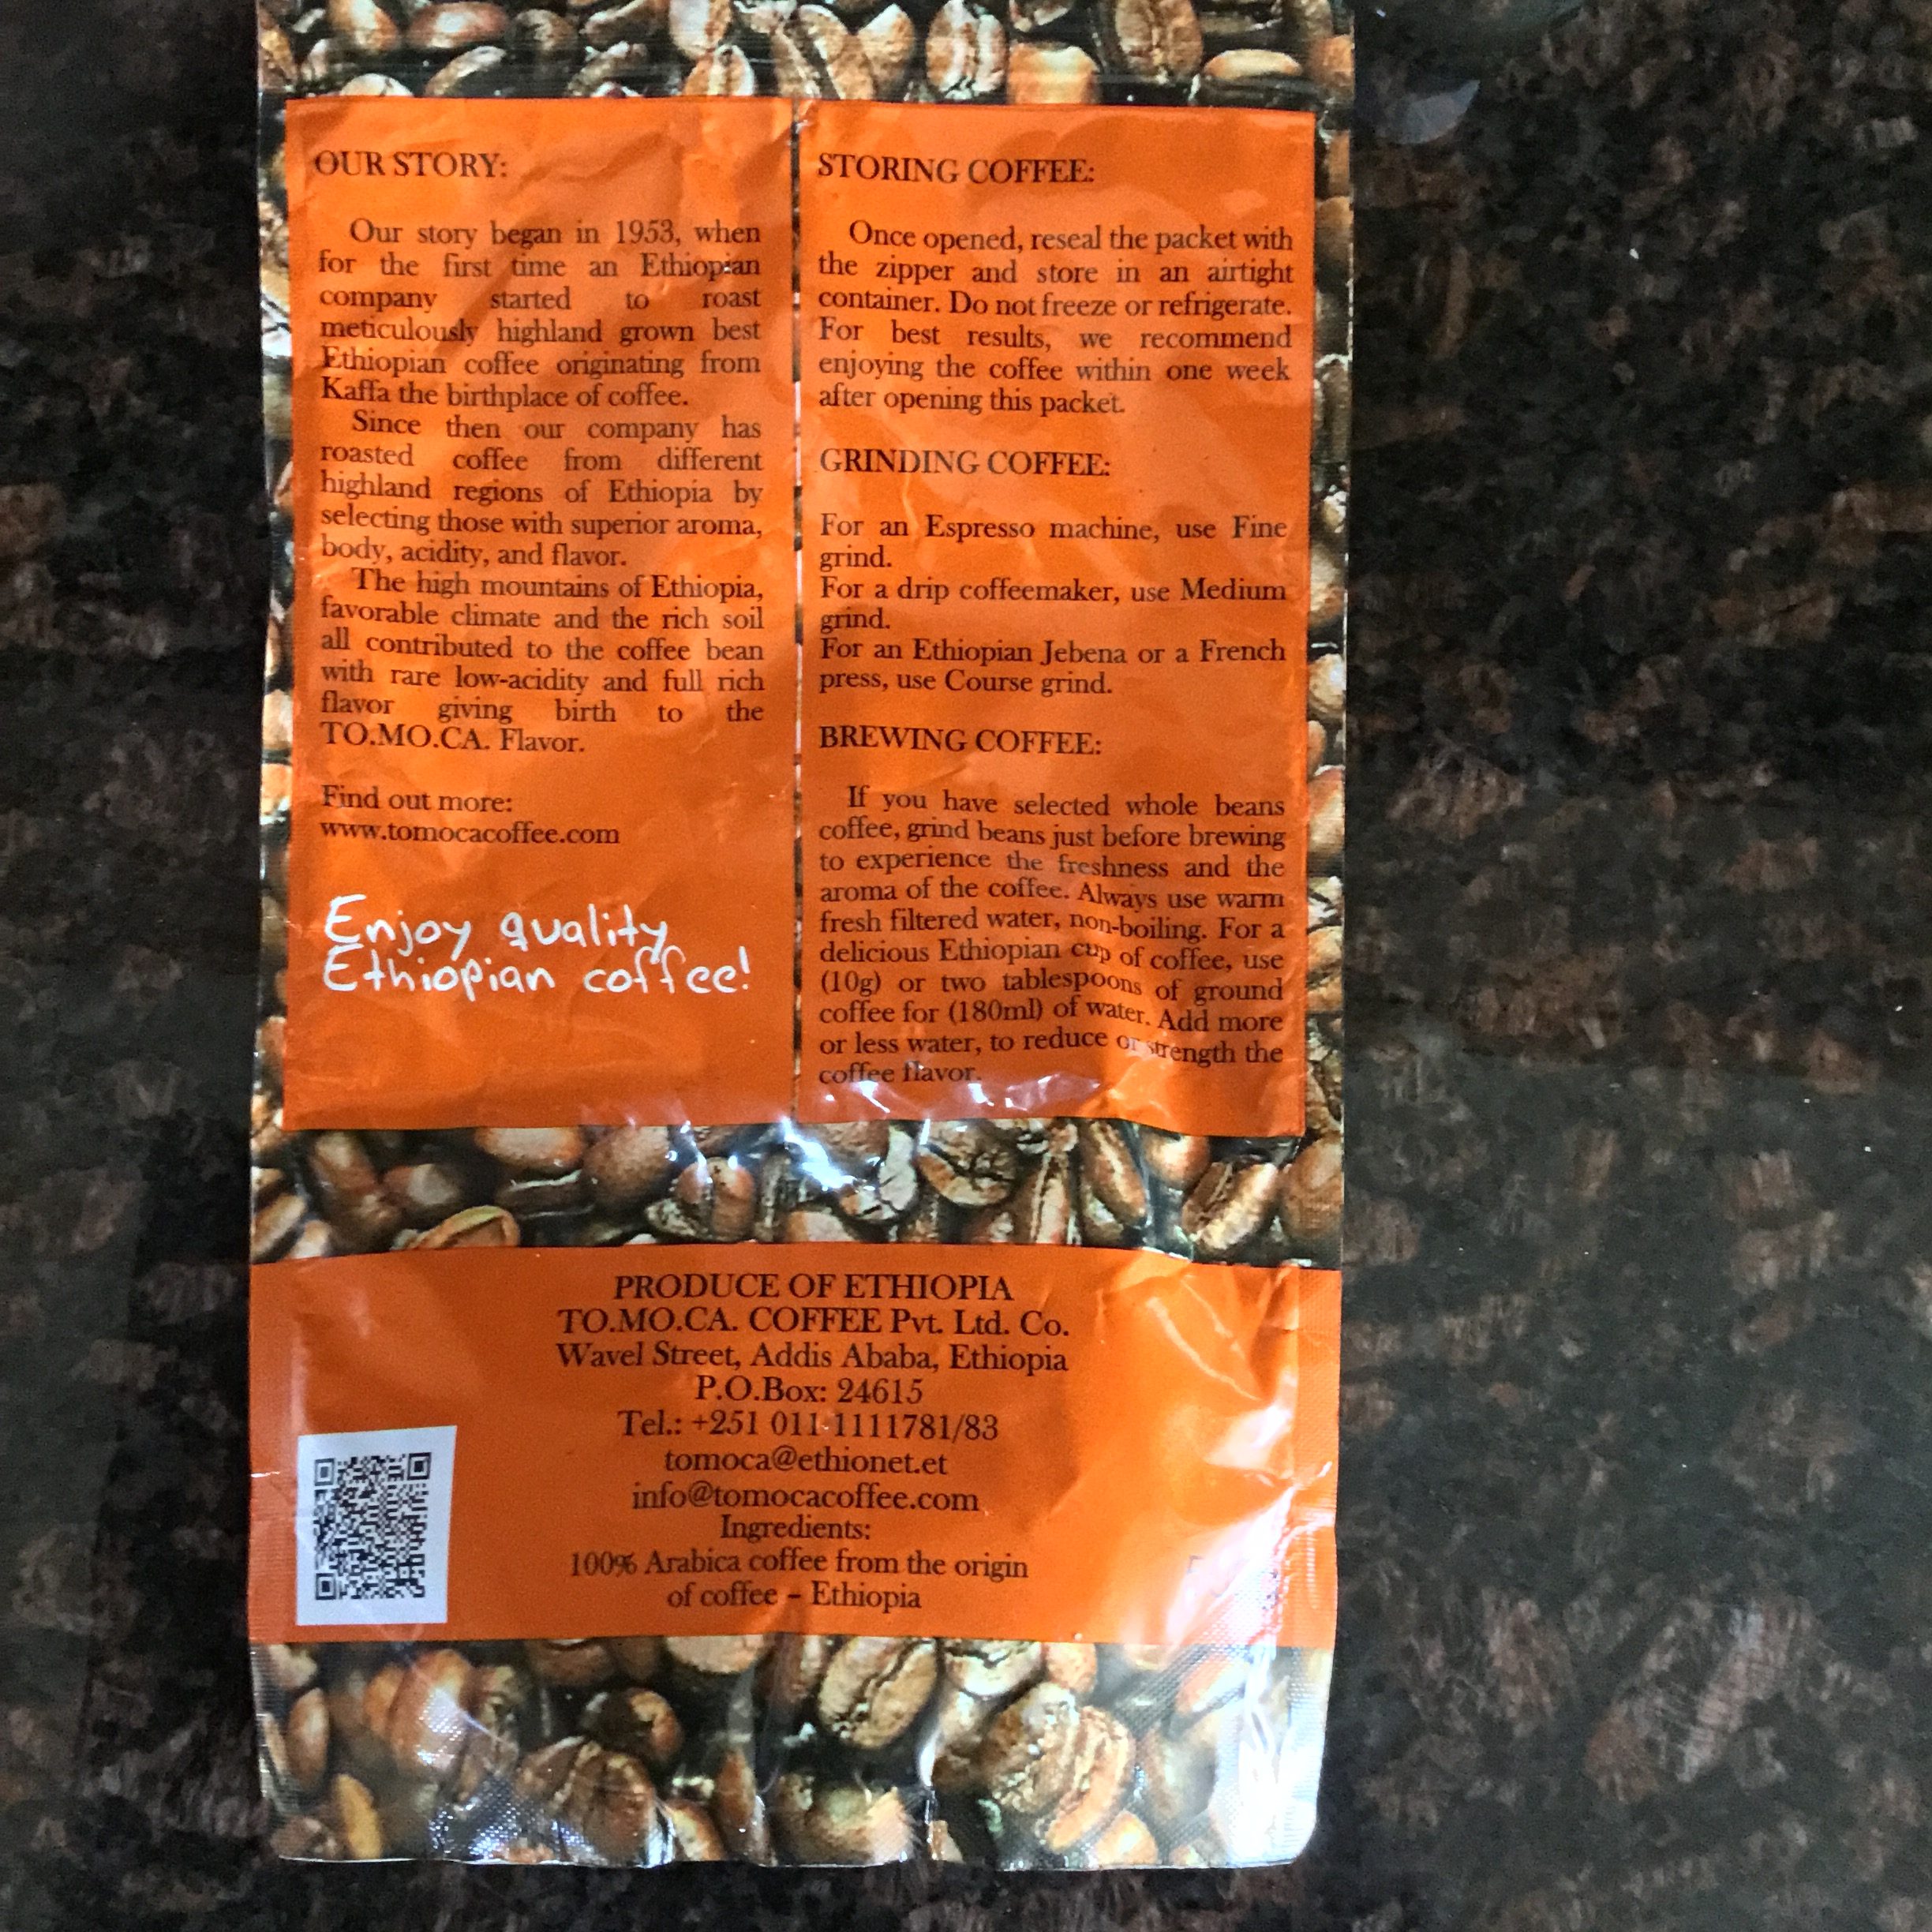 OUR STORY:
Our story began in 1953, when
for the first time an Ethiopian
company started to roast
meticulously highland grown best
Ethiopian coffee originating from
Kaffa the birthplace of coffee.
Since then our company has
roasted coffee from different
highland regions of Ethiopia by
selecting those with superior aroma,
body, acidity, and flavor.
The high mountains of Ethiopia,
favorable climate and the rich soil
all contributed to the coffee bean
with rare low-acidity and full rich
flavor giving birth to the
TO.MO.CA. Flavor.
Find out more:
www.tomocacoffee.com
Enjoy quality
Ethiopian coffee!
STORING COFFEE:
Once opened, reseal the packet with
the zipper and store in an airtight
container. Do not freeze or refrigerate.
For best results, we recommend
enjoying the coffee within one week
after opening this packet.
GRINDING COFFEE:
For an Espresso machine, use Fine
grind.
For a drip coffeemaker, use Medium
grind.
For an Ethiopian Jebena or a French
press, use Course grind.
BREWING COFFEE:
If you have selected whole beans
coffee, grind beans just before brewing
to experience the freshness and the
aroma of the coffee. Always use warm
fresh filtered water, non-boiling. For a
delicious Ethiopian cup of coffee, use
(10g) or two tablespoons of ground
coffee for (180ml) of water. Add more
or less water, to reduce or strength the
coffee flavor.
PRODUCE OF ETHIOPIA
TO.MO.CA. COFFEE Pvt. Ltd. Co.
Wavel Street, Addis Ababa, Ethiopia
P.O.Box: 24615
Tel.: +251 011-1111781/83
tomoca@ethionet.et
info@tomocacoffee.com
Ingredients:
100% Arabica coffee from the origin
of coffee – Ethiopia